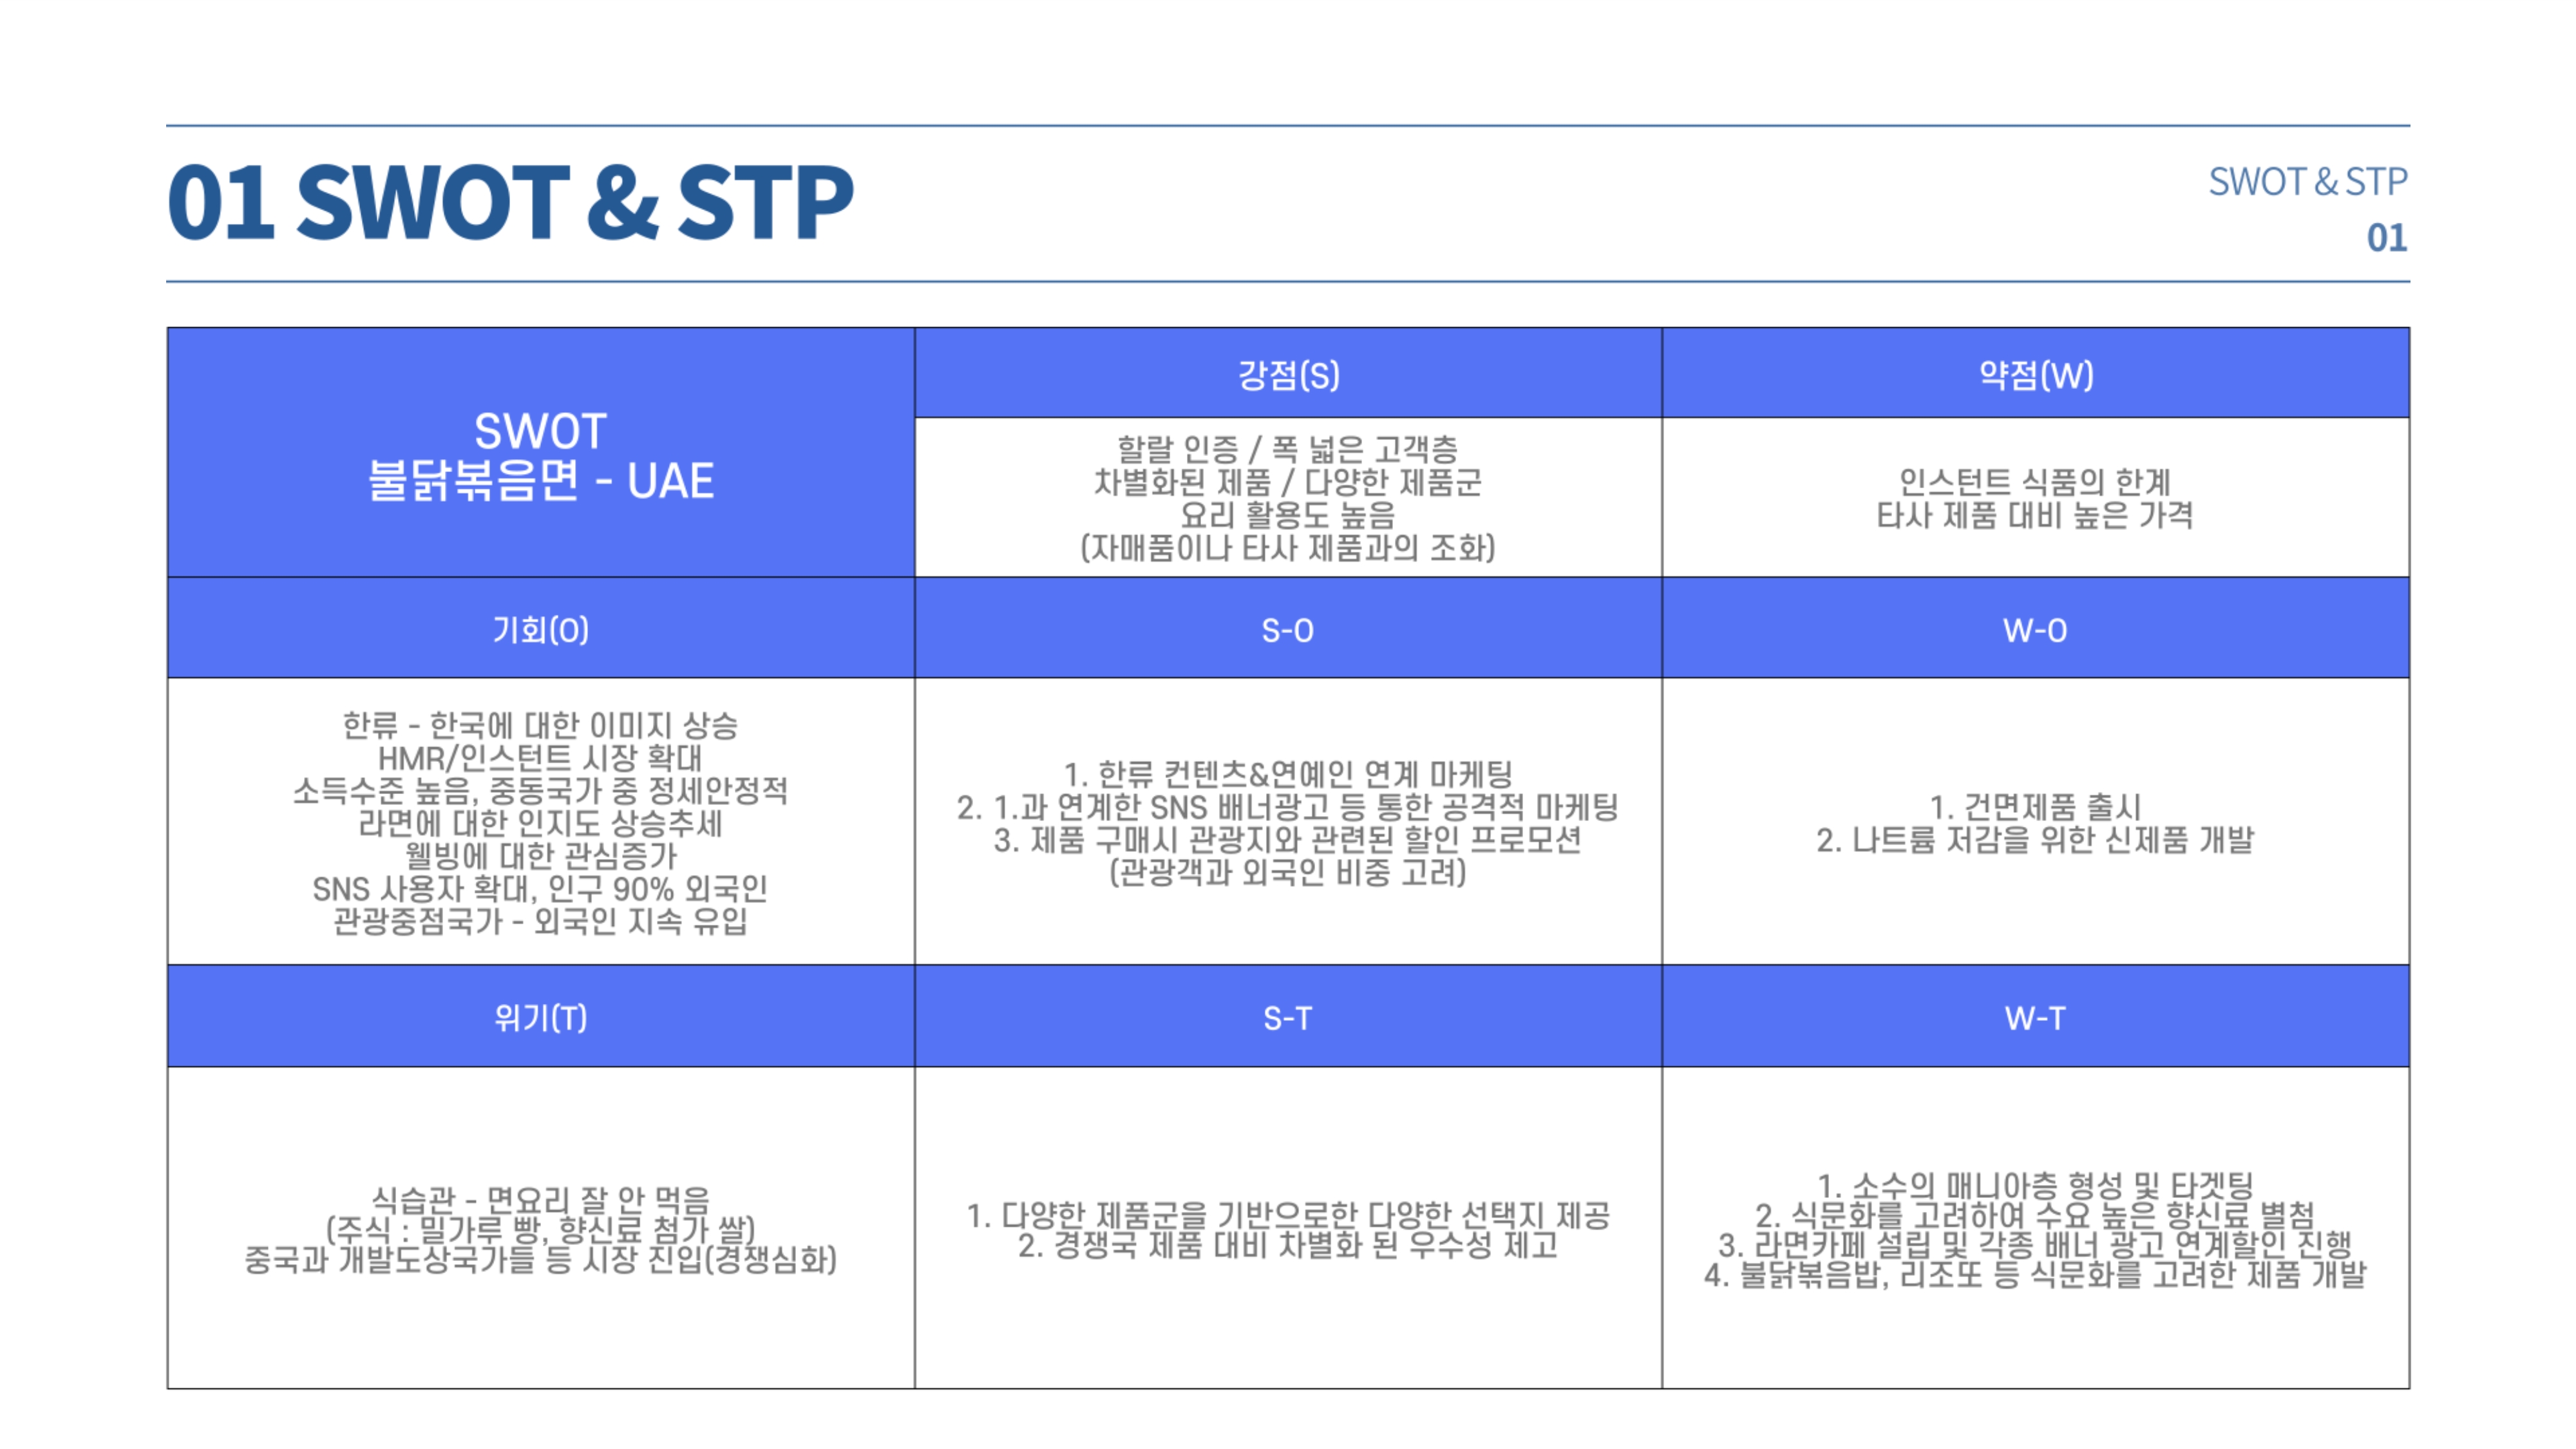 01 SWOT & STP
SWOT & STP
01
SWOT
불닭볶음면 - UAE
강점(S)
약점(W)
할랄 인증 / 폭 넓은 고객층
차별화된 제품 / 다양한 제품군
요리 활용도 높음
(자매품이나 타사 제품과의 조화)
인스턴트 식품의 한계
타사 제품 대비 높은 가격
기회(O)
S-O
W-O
한류 - 한국에 대한 이미지 상승
HMR/인스턴트 시장 확대
소득수준 높음, 중동국가 중 정세안정적
라면에 대한 인지도 상승추세
웰빙에 대한 관심증가
SNS 사용자 확대, 인구 90% 외국인
관광중점국가 - 외국인 지속 유입
1. 한류 컨텐츠&연예인 연계 마케팅
2. 1.과 연계한 SNS 배너광고 등 통한 공격적 마케팅
3. 제품 구매시 관광지와 관련된 할인 프로모션
(관광객과 외국인 비중 고려)
1. 건면제품 출시
2. 나트륨 저감을 위한 신제품 개발
위기(T)
S-T
W-T
식습관 - 면요리 잘 안 먹음
(주식 : 밀가루 빵, 향신료 첨가 쌀)
중국과 개발도상국가들 등 시장 진입(경쟁심화)
1. 다양한 제품군을 기반으로한 다양한 선택지 제공
2. 경쟁국 제품 대비 차별화 된 우수성 제고
1. 소수의 매니아층 형성 및 타겟팅
2. 식문화를 고려하여 수요 높은 향신료 별첨
3. 라면카페 설립 및 각종 배너 광고 연계할인 진행
4. 불닭볶음밥, 리조또 등 식문화를 고려한 제품 개발